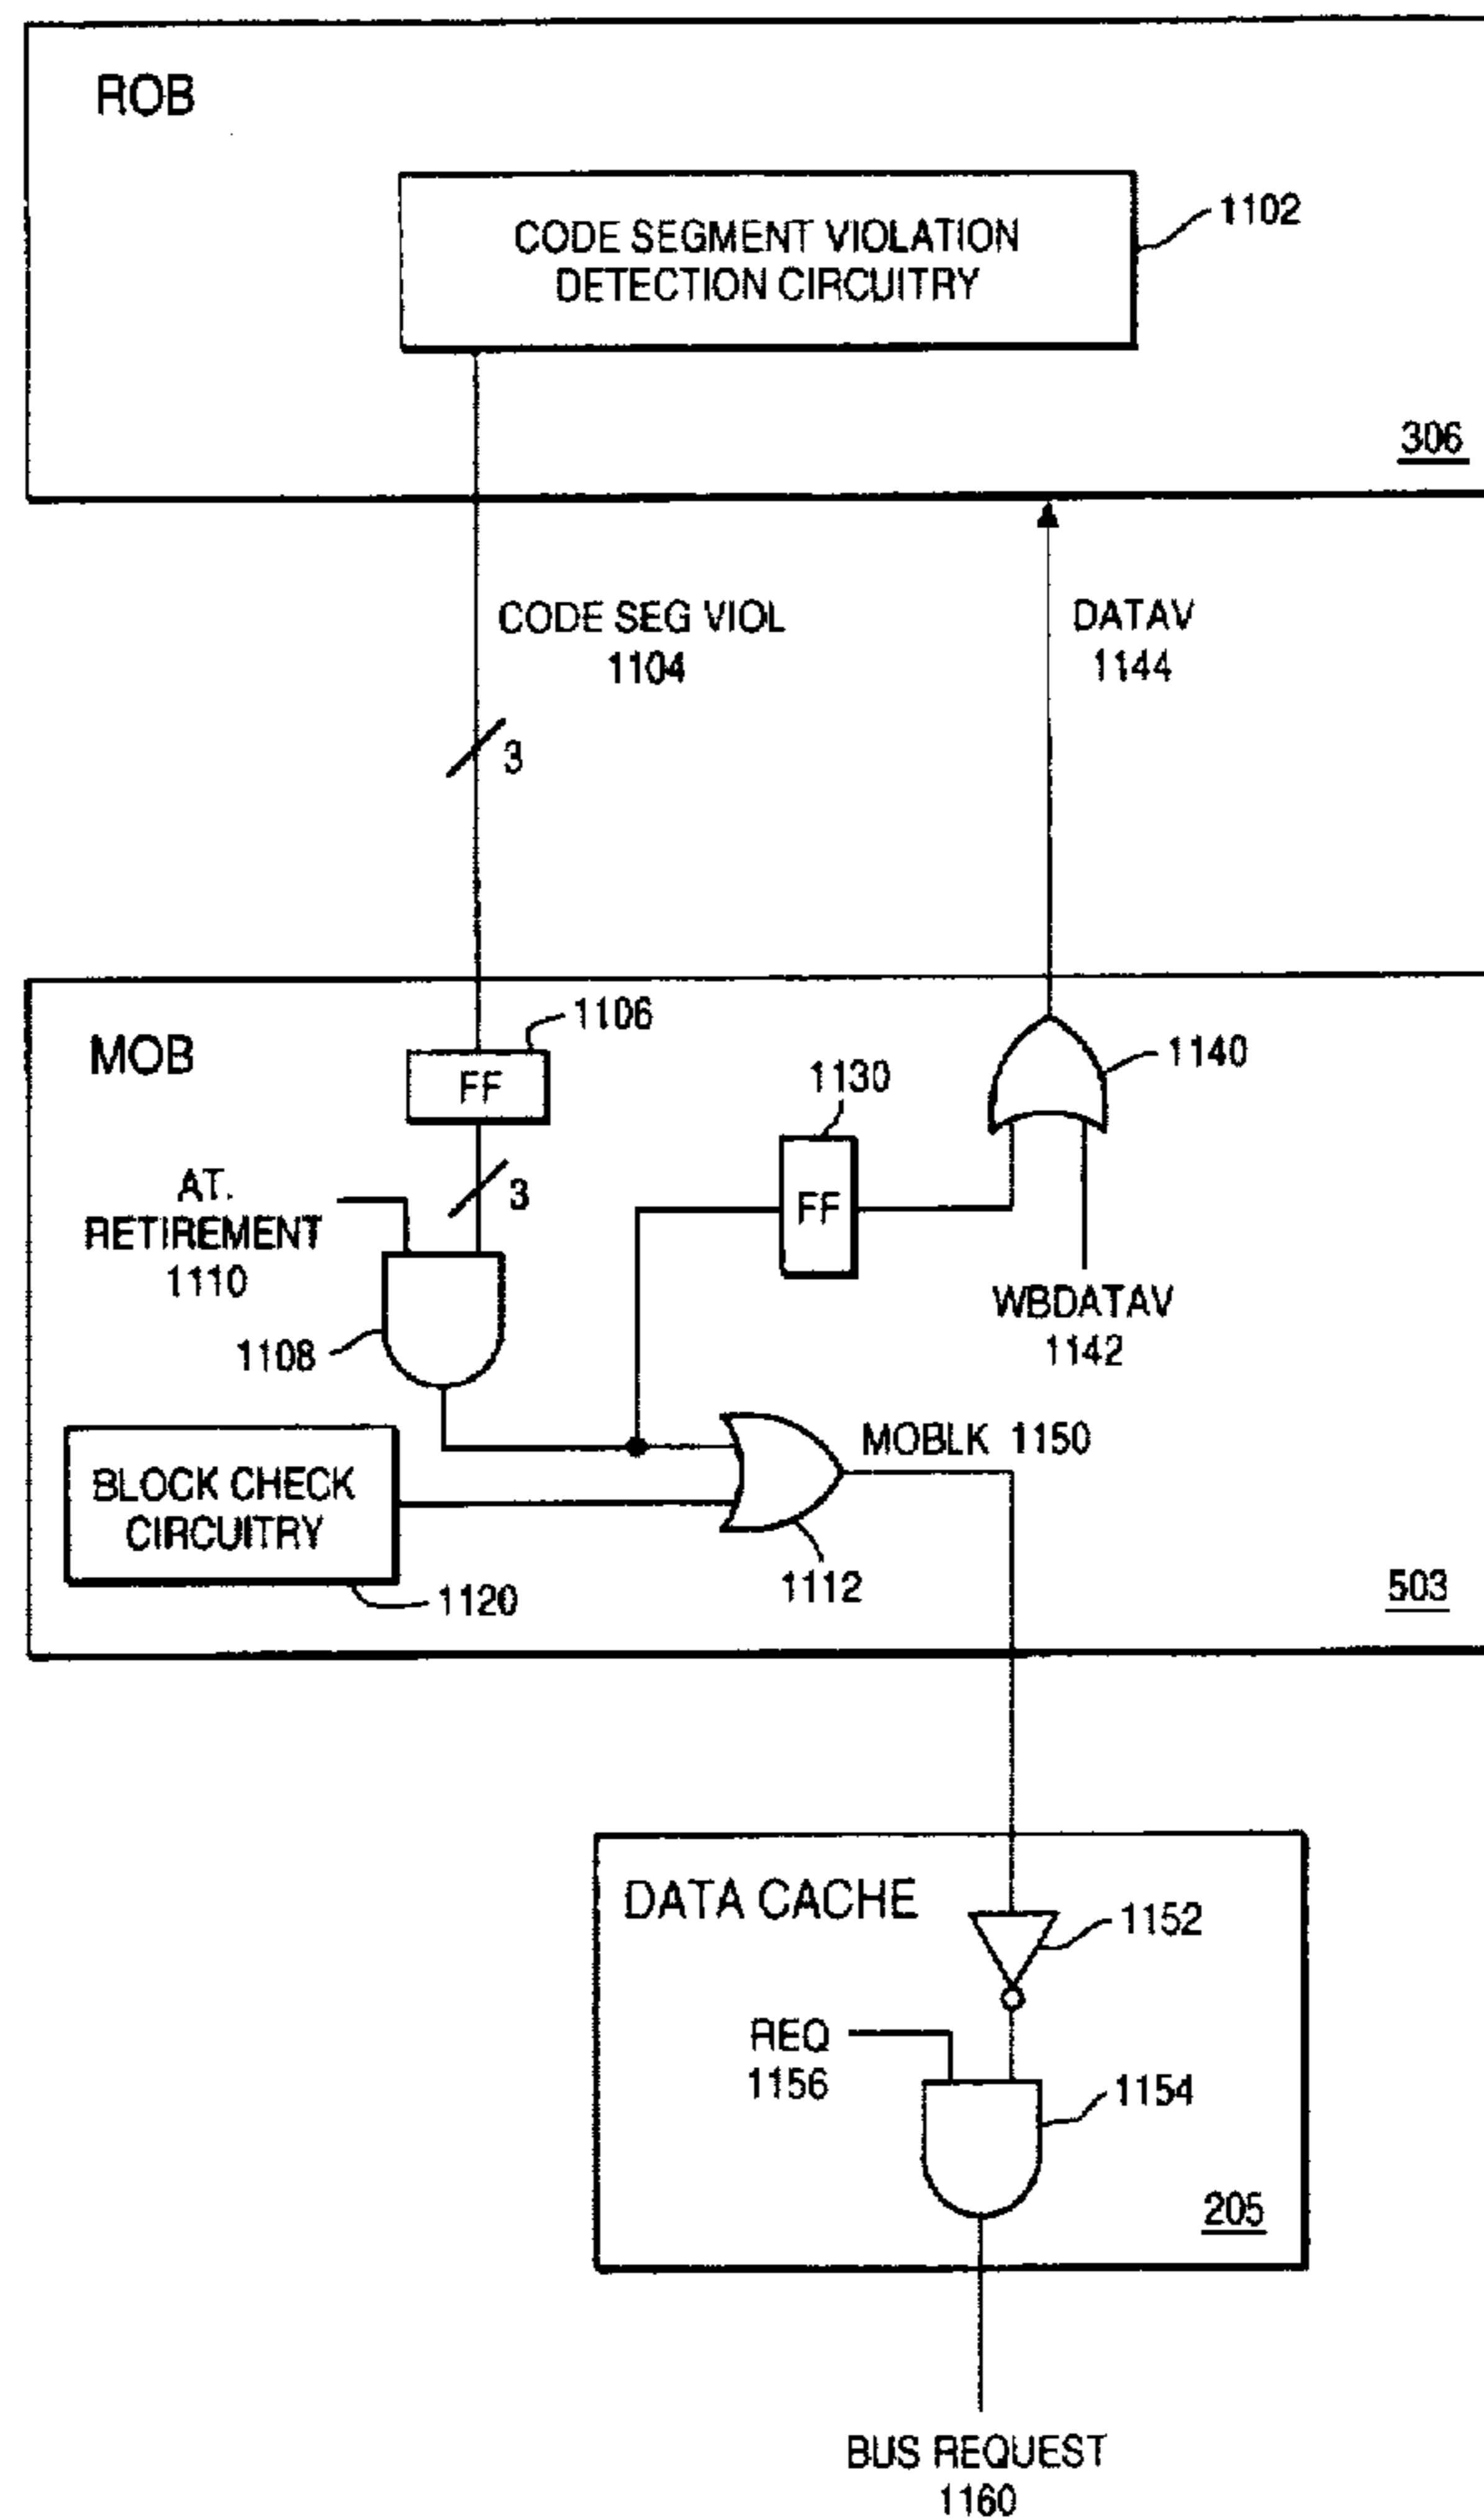 ROB
CODE SEGMENT VIOLATION
DETECTION CIRCUITRY
1102
306
CODE SEG VIOL
1104
DATAV
1144
3
MOB
1106
FF
1130
1140
AT.
RETIREMENT
1110
3
FF
1108
WBDATAV
1142
BLOCK CHECK
CIRCUITRY
MOBLK 1150
1112
1120
503
DATA CACHE
1152
REQ
1156
1154
205
BUS REQUEST
1160